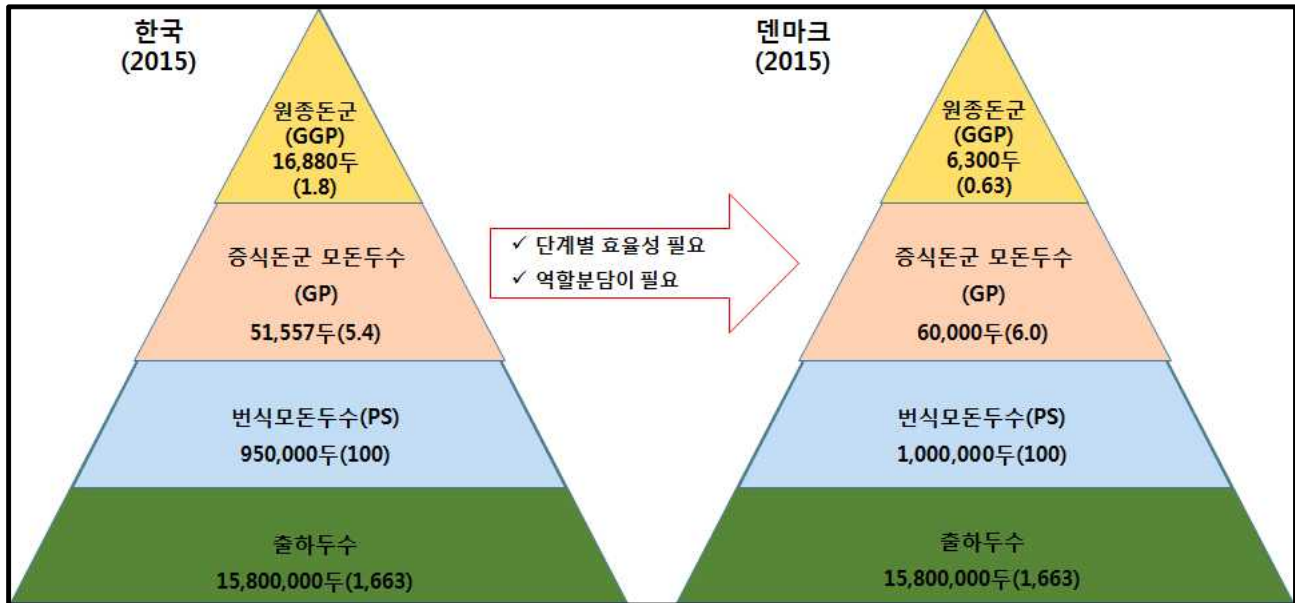 한국
(2015)
원종돈군
(GGP)
16,880두
(1.8)
증식돈군 모돈두수
(GP)
51,557두(5.4)
번식모돈두수(PS)
950,000두(100)
출하두수
15,800,000두(1,663)
✓ 단계별 효율성 필요
✓ 역할분담이 필요
덴마크
(2015)
원종돈군
(GGP)
6,300두
(0.63)
증식돈군 모돈두수
(GP)
60,000두(6.0)
번식모돈두수(PS)
1,000,000두(100)
출하두수
15,800,000두(1,663)